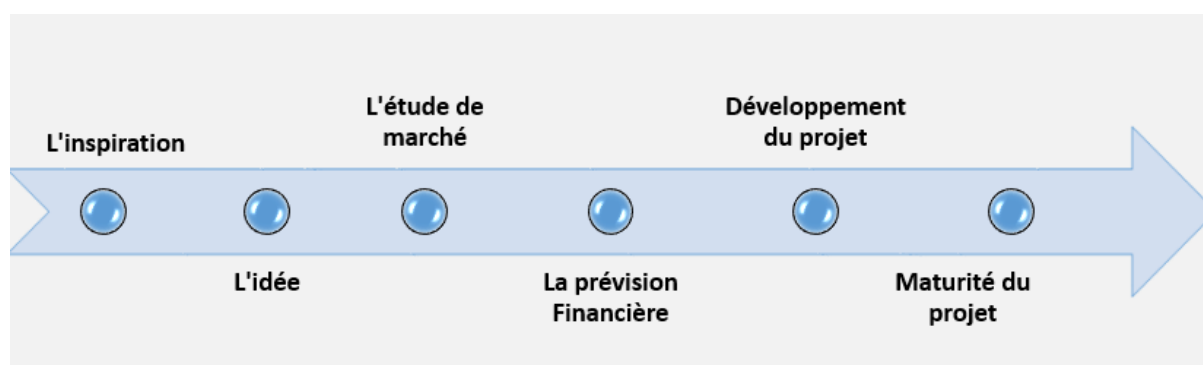 L'inspiration
L'idée
L'étude de
marché
La prévision
Financière
Développement
du projet
Maturité du
projet